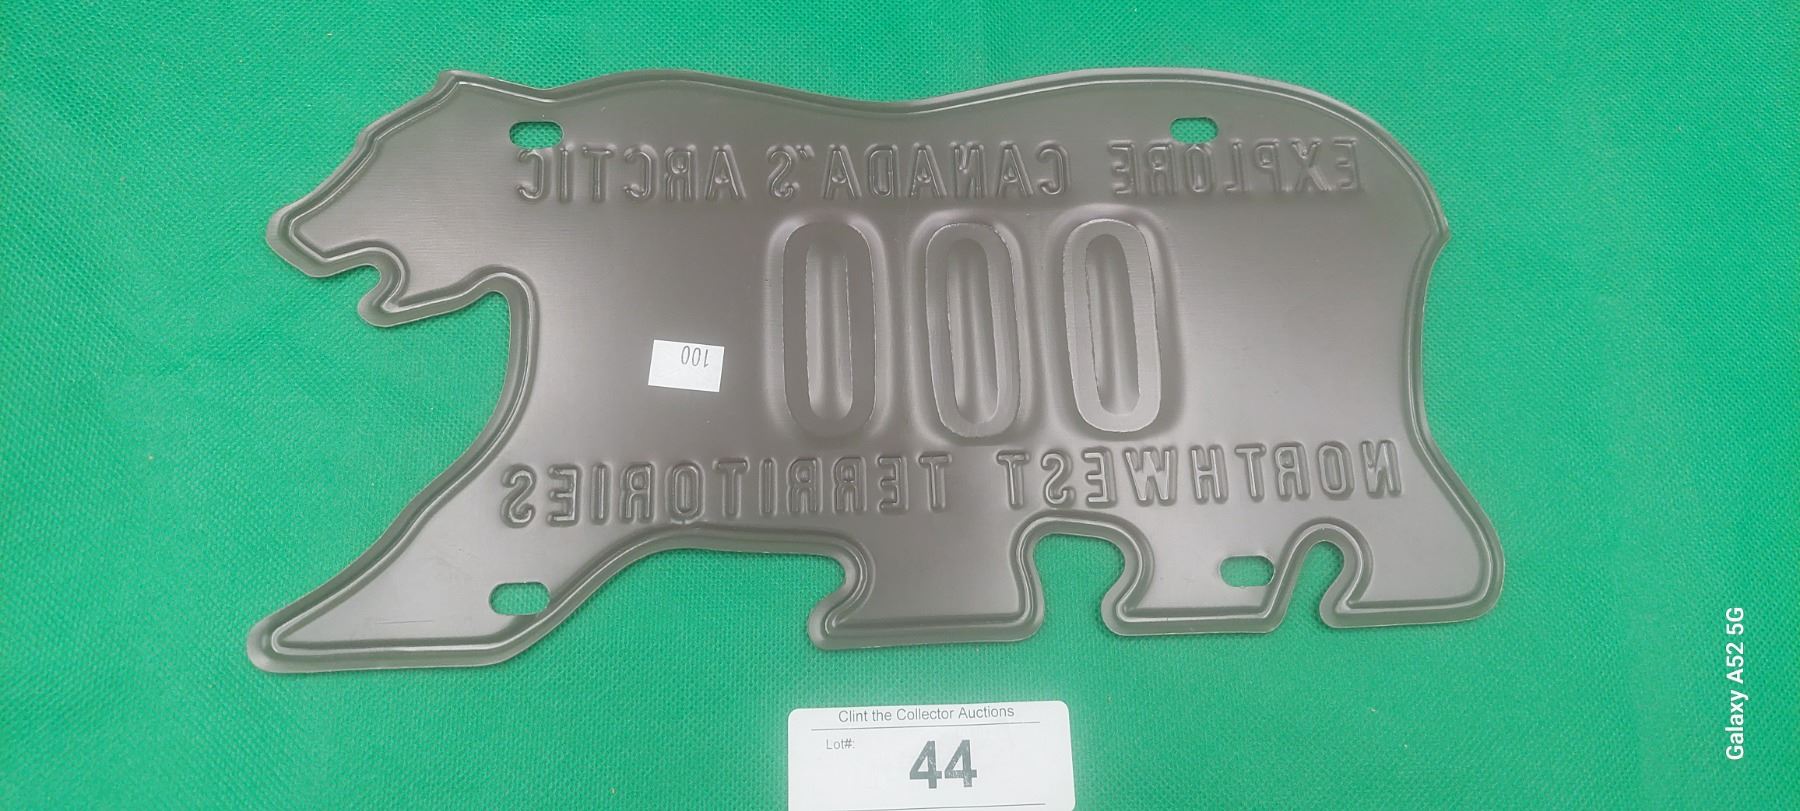 EXPLORE CANADA'S ARCTIC
000
100
NORTHWEST TERRITORIES
Clint the Collector Auctions
Lot#:
44
Galaxy A52 5G